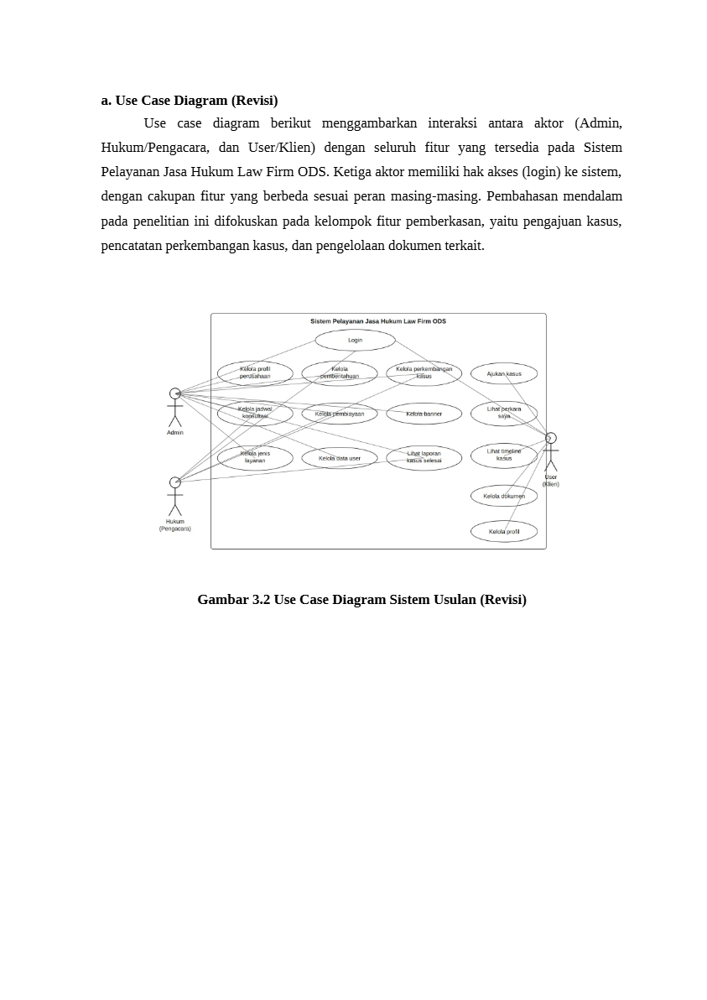 a. Use Case Diagram (Revisi)
Use case diagram berikut menggambarkan interaksi antara aktor (Admin,
Hukum/Pengacara, dan User/Klien) dengan seluruh fitur yang tersedia pada Sistem
Pelayanan Jasa Hukum Law Firm ODS. Ketiga aktor memiliki hak akses (login) ke sistem,
dengan cakupan fitur yang berbeda sesuai peran masing-masing. Pembahasan mendalam
pada penelitian ini difokuskan pada kelompok fitur pemberkasan, yaitu pengajuan kasus,
pencatatan perkembangan kasus, dan pengelolaan dokumen terkait.
Sistem Pelayanan Jasa Hukum Law Firm ODS
Login
Kelola profil
perusahaan
Kelola
pemberitahuan
Kelola perkembangan
kasus
Ajukan kasus
Admin
Kelola jadwal
konsultasi
Kelola pembiayaan
Kelola banner
Lihat perkara
saya
Kelola jenis
layanan
Kelola data user
Lihat laporan
kasus selesai
Lihat timeline
kasus
User
(Klien)
Kelola dokumen
Hukum
(Pengacara)
Kelola profil
Gambar 3.2 Use Case Diagram Sistem Usulan (Revisi)